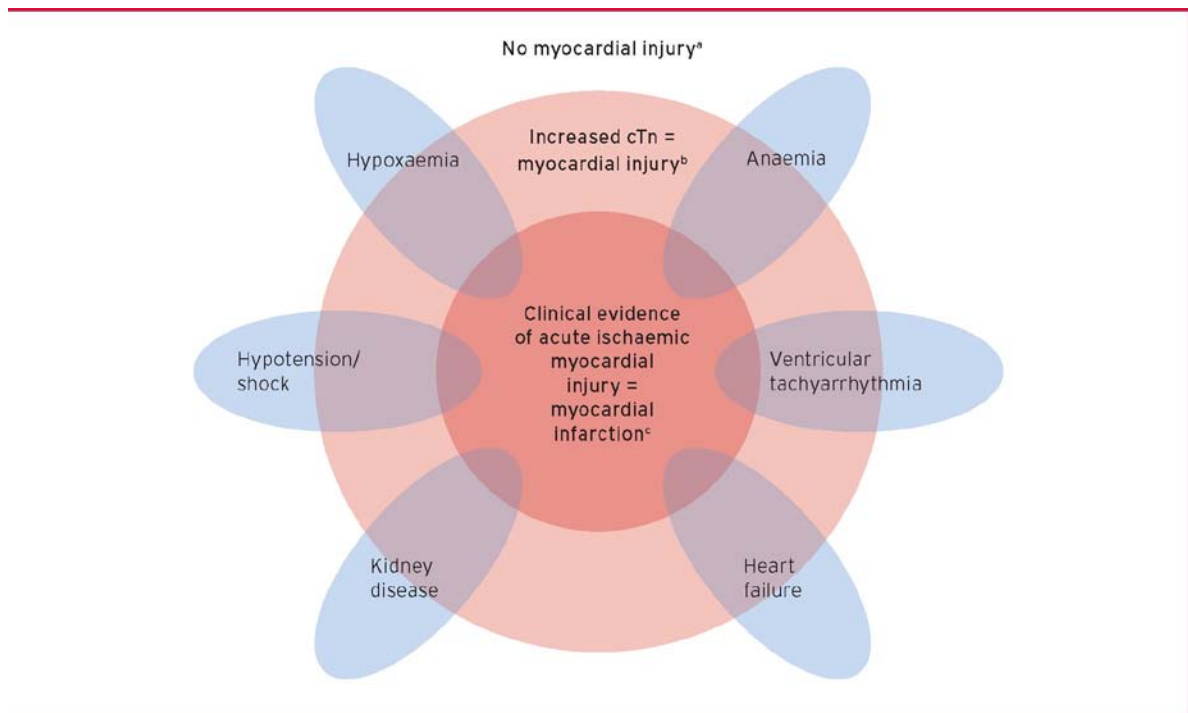 No myocardial injuryᵃ
Increased cTn =
myocardial injuryᵇ
Hypoxaemia
Anaemia
Clinical evidence
of acute ischaemic
myocardial
injury =
myocardial
infarctionᶜ
Hypotension/
shock
Ventricular
tachyarrhythmia
Kidney
disease
Heart
failure